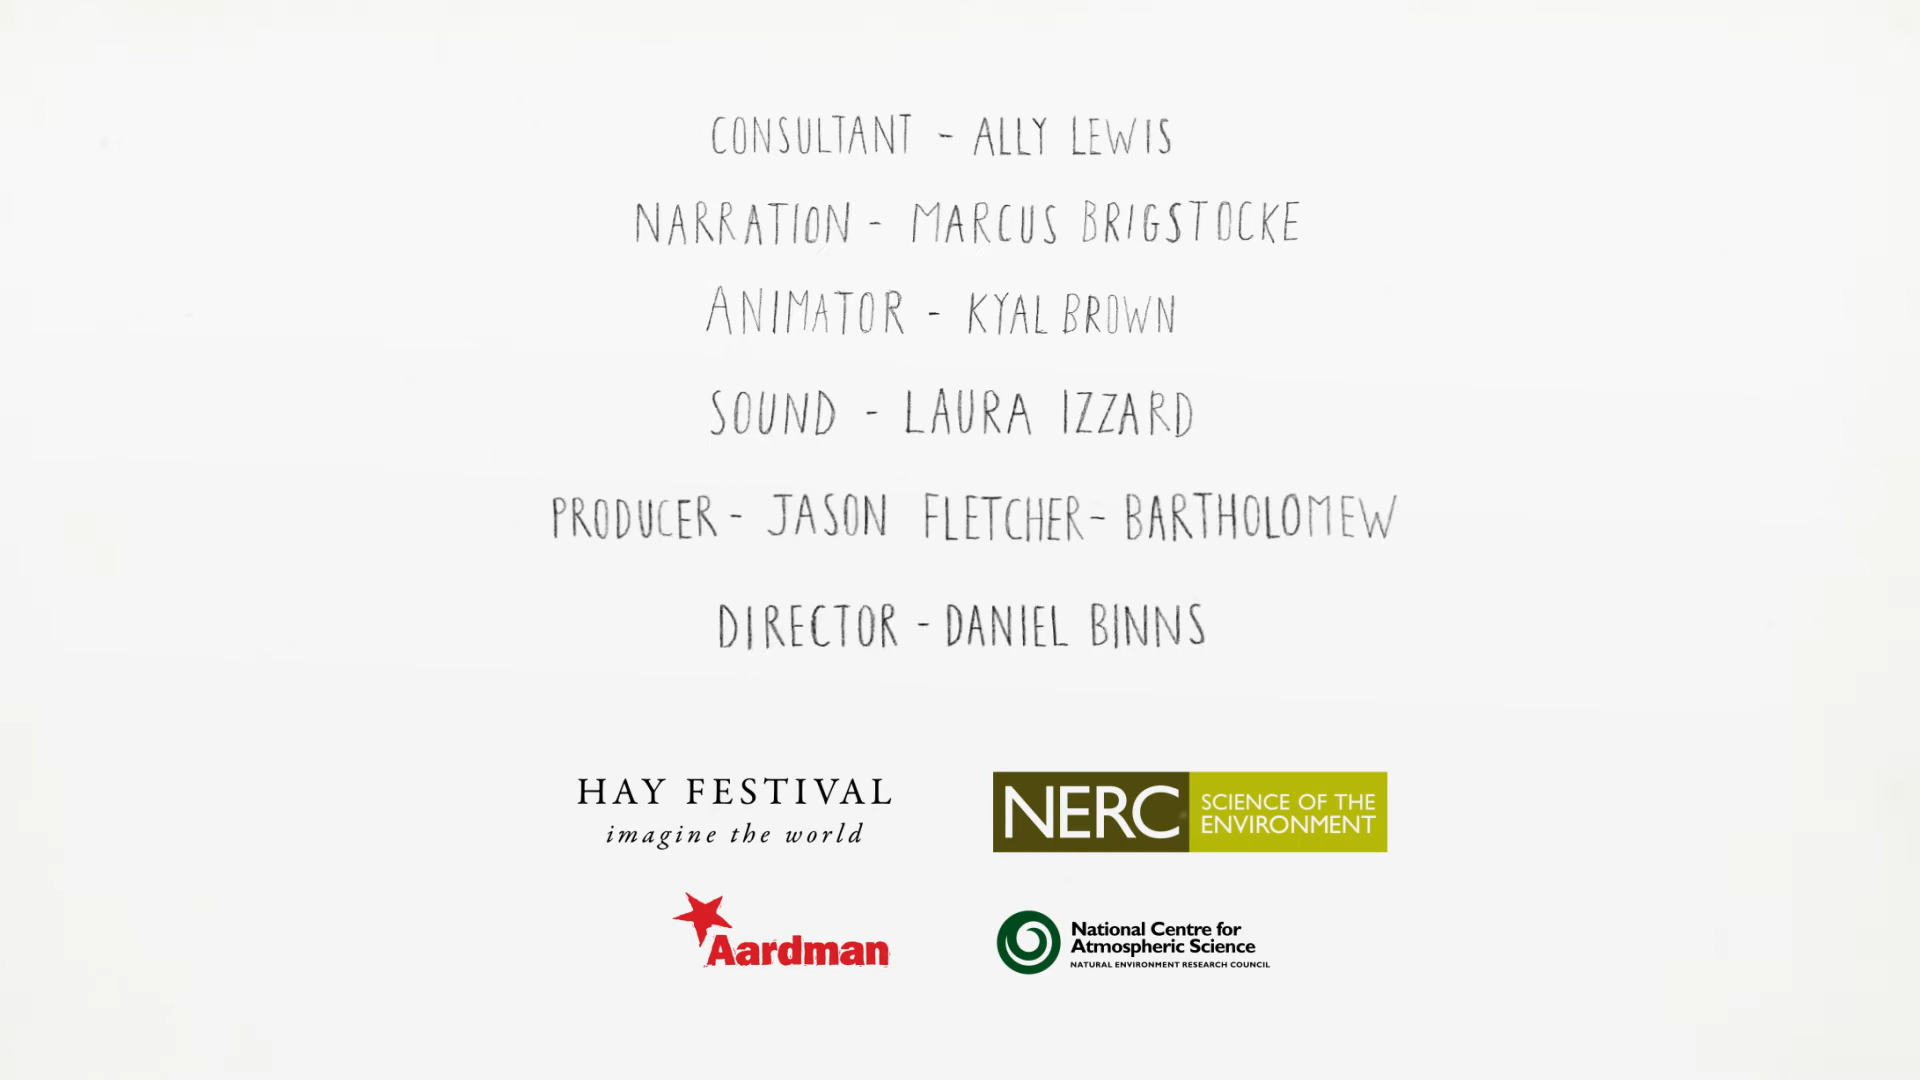 CONSULTANT - ALLY LEWIS
NARRATION - MARCUS BRIGSTOCKE
ANIMATOR - KYAL BROWN
SOUND - LAURA IZZARD
PRODUCER - JASON FLETCHER-BARTHOLOMEW
DIRECTOR - DANIEL BINNS
HAY FESTIVAL
imagine the world
NERC
SCIENCE OF THE
ENVIRONMENT
Aardman
National Centre for
Atmospheric Science
NATURAL ENVIRONMENT RESEARCH COUNCIL